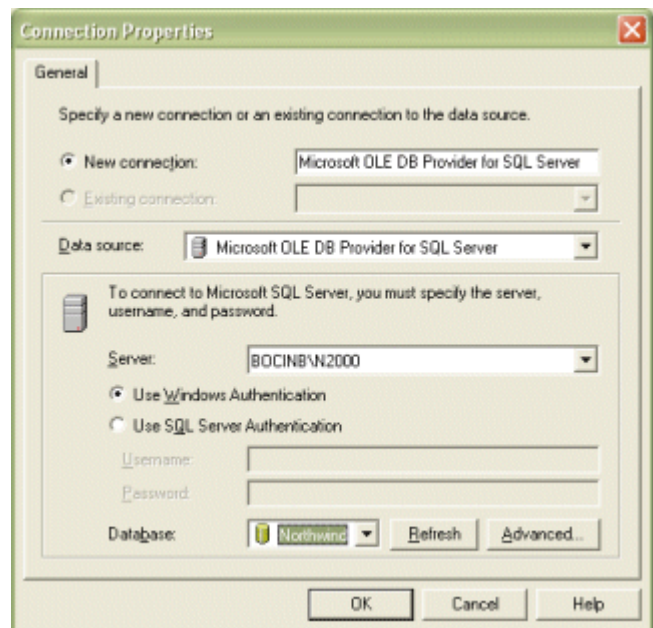 Connection Properties
General
Specify a new connection or an existing connection to the data source.
New connection: Microsoft OLE DB Provider for SQL Server
Existing connection:
Data source: Microsoft OLE DB Provider for SQL Server
To connect to Microsoft SQL Server, you must specify the server,
username, and password.
Server: BOCINB\N2000
Use Windows Authentication
Use SQL Server Authentication
Username:
Password:
Database: Northwind Refresh Advanced...
OK Cancel Help